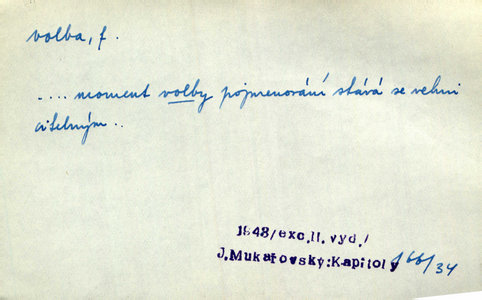 volba, f.
.... moment volby pojmenování stává se velmi
citelným ..
1948/exc.II.vyd./
J.Mukařovský:Kapitoly 166/34